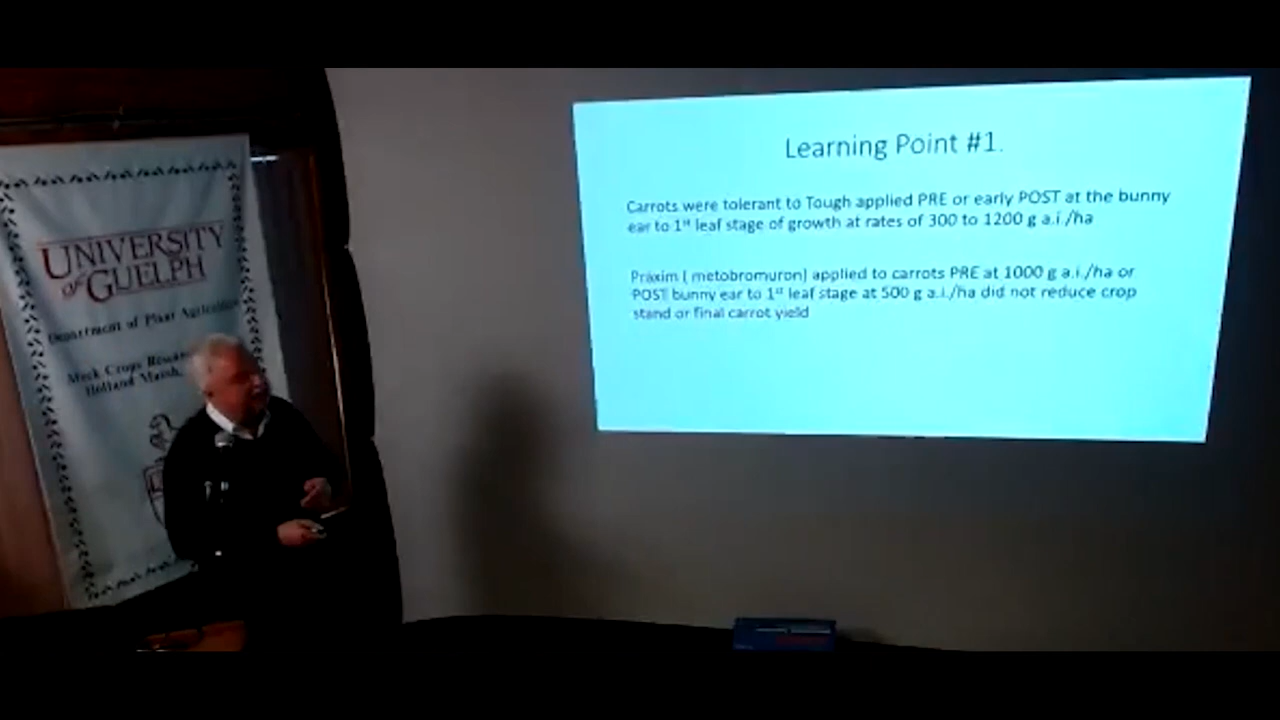 UNIVERSITY
of GUELPH
Department of Plant Agricultu
Muck Crops Resear
Holland Marsh,
Learning Point #1.
Carrots were tolerant to Tough applied PRE or early POST at the bunny
ear to 1st leaf stage of growth at rates of 300 to 1200 g a.i./ha
Praxim ( metobromuron) applied to carrots PRE at 1000 g a.i./ha or
POST bunny ear to 1st leaf stage at 500 g a.i./ha did not reduce crop
stand or final carrot yield